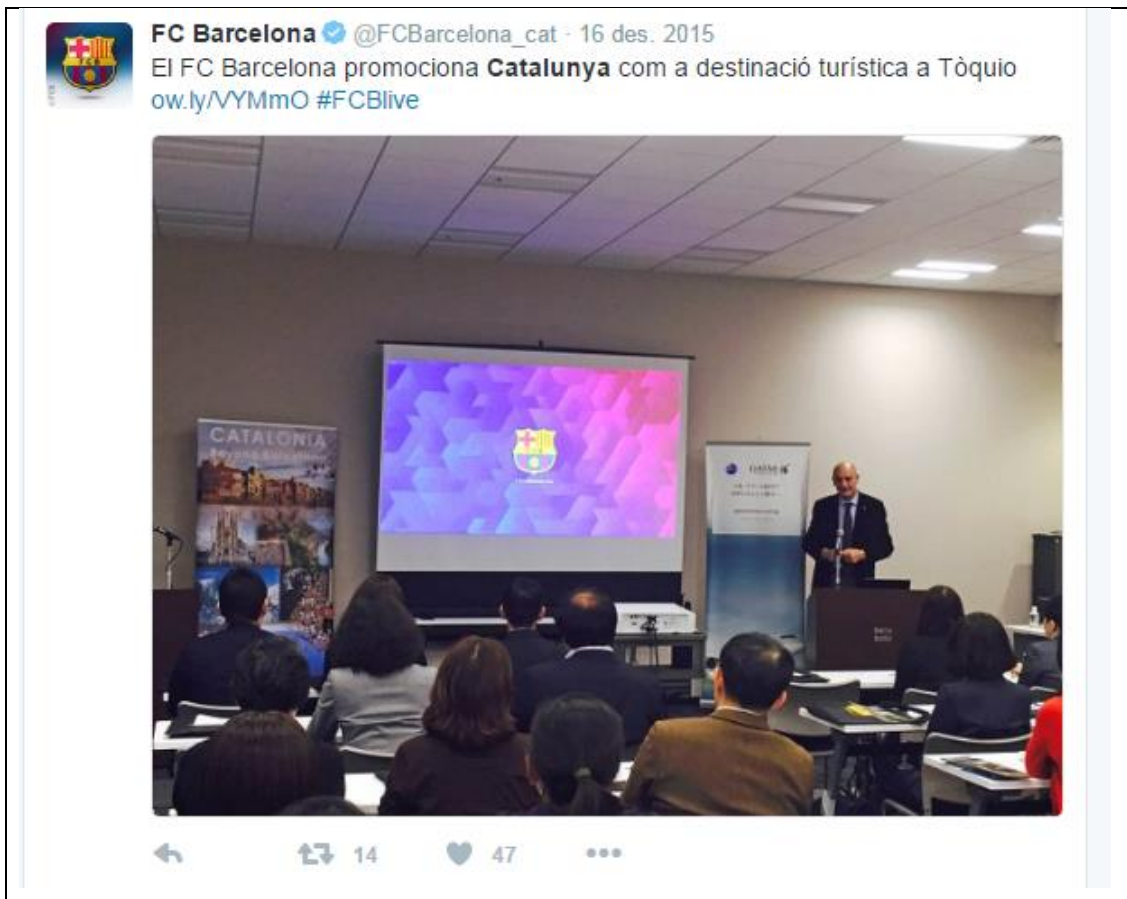 FC Barcelona @FCBarcelona_cat · 16 des. 2015
El FC Barcelona promociona Catalunya com a destinació turística a Tòquio
ow.ly/VYMmO #FCBlive
CATALONIA
14 47